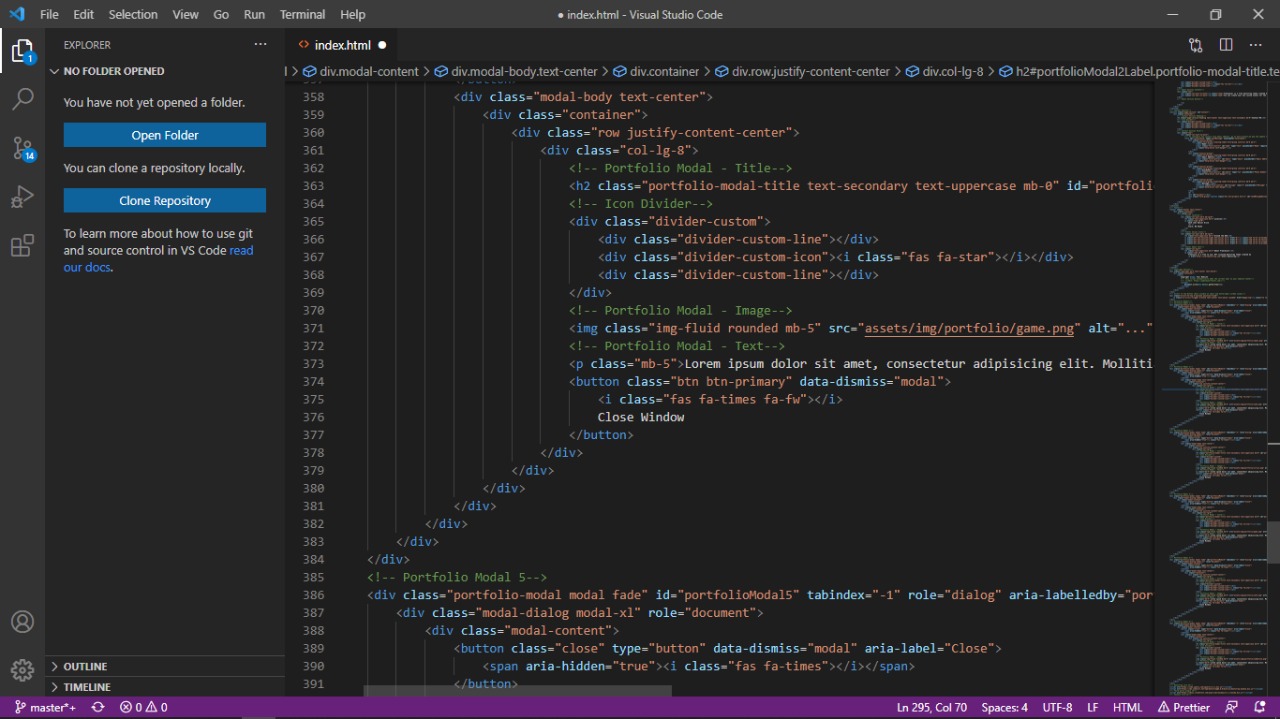 File Edit Selection View Go Run Terminal Help
● index.html - Visual Studio Code
EXPLORER
index.html
NO FOLDER OPENED
div.modal-content > div.modal-body.text-center > div.container > div.row.justify-content-center > div.col-lg-8 > h2#portfolioModal2Label.portfolio-modal-title.te
You have not yet opened a folder.
Open Folder
You can clone a repository locally.
Clone Repository
To learn more about how to use git
and source control in VS Code read
our docs.
1
14
358 <div class="modal-body text-center">
359 <div class="container">
360 <div class="row justify-content-center">
361 <div class="col-lg-8">
362 <!-- Portfolio Modal - Title-->
363 <h2 class="portfolio-modal-title text-secondary text-uppercase mb-0" id="portfolio
364 <!-- Icon Divider-->
365 <div class="divider-custom">
366 <div class="divider-custom-line"></div>
367 <div class="divider-custom-icon"><i class="fas fa-star"></i></div>
368 <div class="divider-custom-line"></div>
369 </div>
370 <!-- Portfolio Modal - Image-->
371 <img class="img-fluid rounded mb-5" src="assets/img/portfolio/game.png" alt="..."
372 <!-- Portfolio Modal - Text-->
373 <p class="mb-5">Lorem ipsum dolor sit amet, consectetur adipisicing elit. Molliti
374 <button class="btn btn-primary" data-dismiss="modal">
375 <i class="fas fa-times fa-fw"></i>
376 Close Window
377 </button>
378 </div>
379 </div>
380 </div>
381 </div>
382 </div>
383 </div>
384 </div>
385 <!-- Portfolio Modal 5-->
386 <div class="portfolio-modal modal fade" id="portfolioModal5" tabindex="-1" role="dialog" aria-labelledby="por
387 <div class="modal-dialog modal-xl" role="document">
388 <div class="modal-content">
389 <button class="close" type="button" data-dismiss="modal" aria-label="Close">
390 <span aria-hidden="true"><i class="fas fa-times"></i></span>
391 </button>
OUTLINE
TIMELINE
master*+ 0 0 Ln 295, Col 70 Spaces: 4 UTF-8 LF HTML Prettier